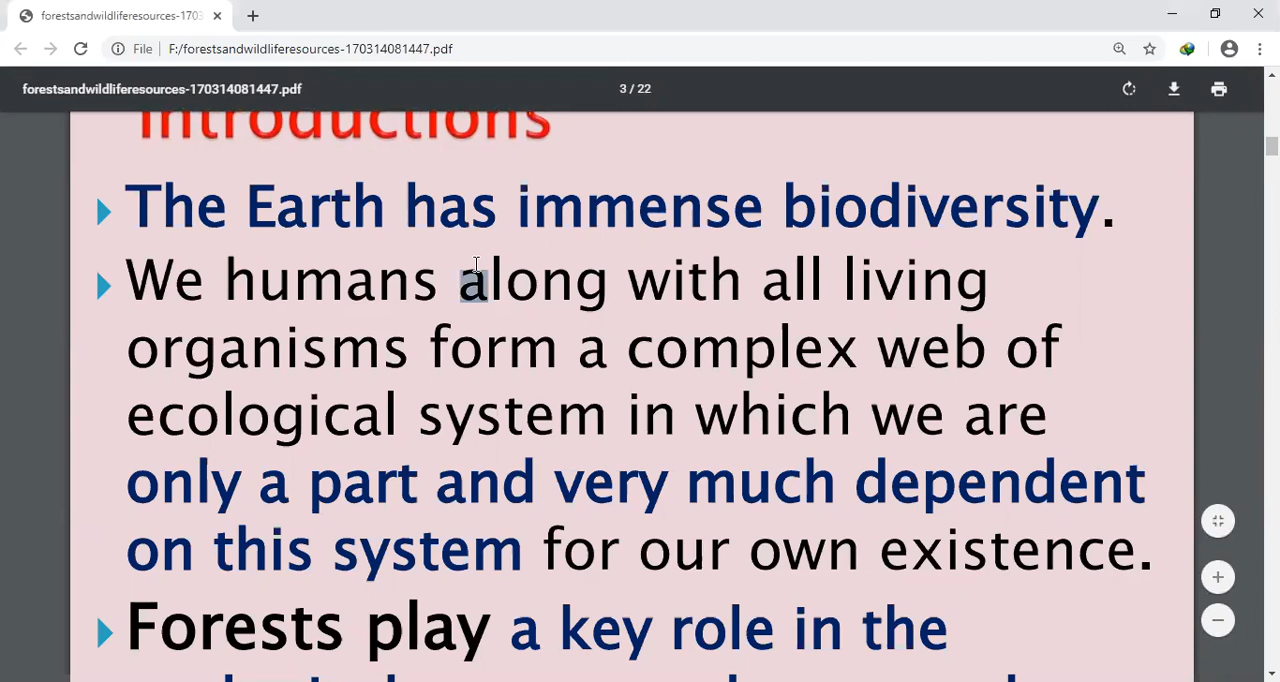 forestsandwildliferesources-1703
File F:/forestsandwildliferesources-170314081447.pdf
forestsandwildliferesources-170314081447.pdf 3 / 22
Introductions
The Earth has immense biodiversity.
We humans along with all living
organisms form a complex web of
ecological system in which we are
only a part and very much dependent
on this system for our own existence.
Forests play a key role in the